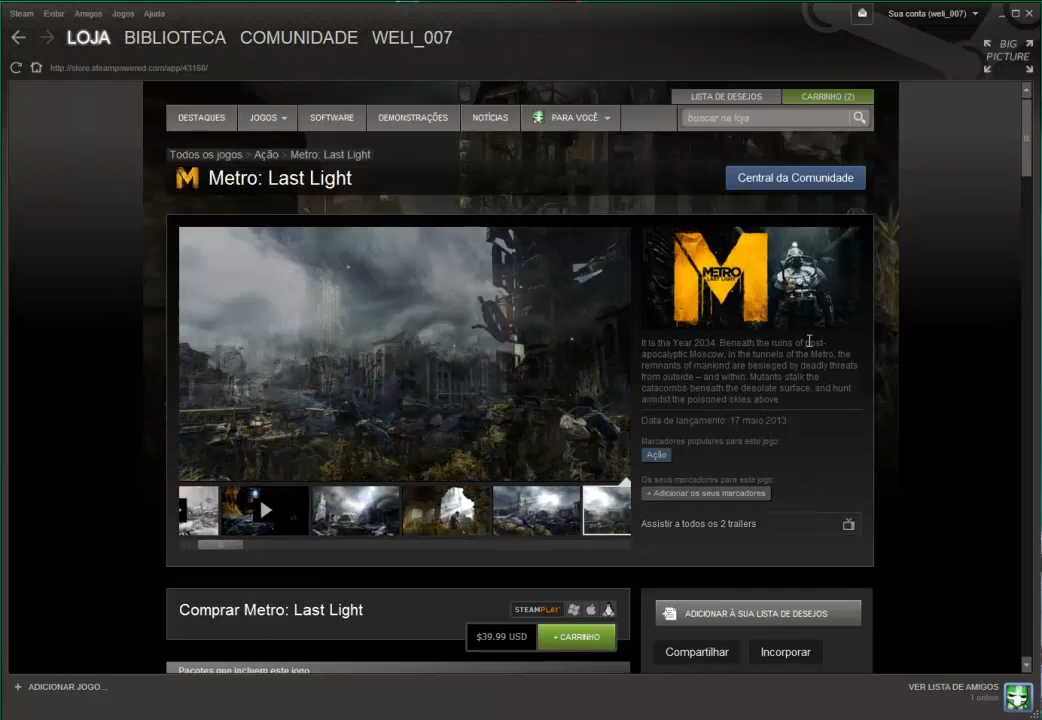 Steam Exibir Amigos Jogos Ajuda
Sua conta (weli_007)
LOJA BIBLIOTECA COMUNIDADE WELI_007
BIG
PICTURE
http://store.steampowered.com/app/43160/
LISTA DE DESEJOS CARRINHO (2)
DESTAQUES JOGOS SOFTWARE DEMONSTRAÇÕES NOTÍCIAS PARA VOCÊ buscar na loja
Todos os jogos > Ação > Metro: Last Light
Metro: Last Light
Central da Comunidade
METRO
LAST LIGHT
It is the Year 2034. Beneath the ruins of post-
apocalyptic Moscow, in the tunnels of the Metro, the
remnants of mankind are besieged by deadly threats
from outside – and within. Mutants stalk the
catacombs beneath the desolate surface, and hunt
amidst the poisoned skies above.
Data de lançamento: 17 maio 2013
Marcadores populares para este jogo:
Ação
Os seus marcadores para este jogo:
+ Adicionar os seus marcadores
Assistir a todos os 2 trailers
Comprar Metro: Last Light
STEAMPLAY
$39.99 USD + CARRINHO
Pacotes que incluem este jogo
ADICIONAR À SUA LISTA DE DESEJOS
Compartilhar Incorporar
+ ADICIONAR JOGO...
VER LISTA DE AMIGOS
1 online